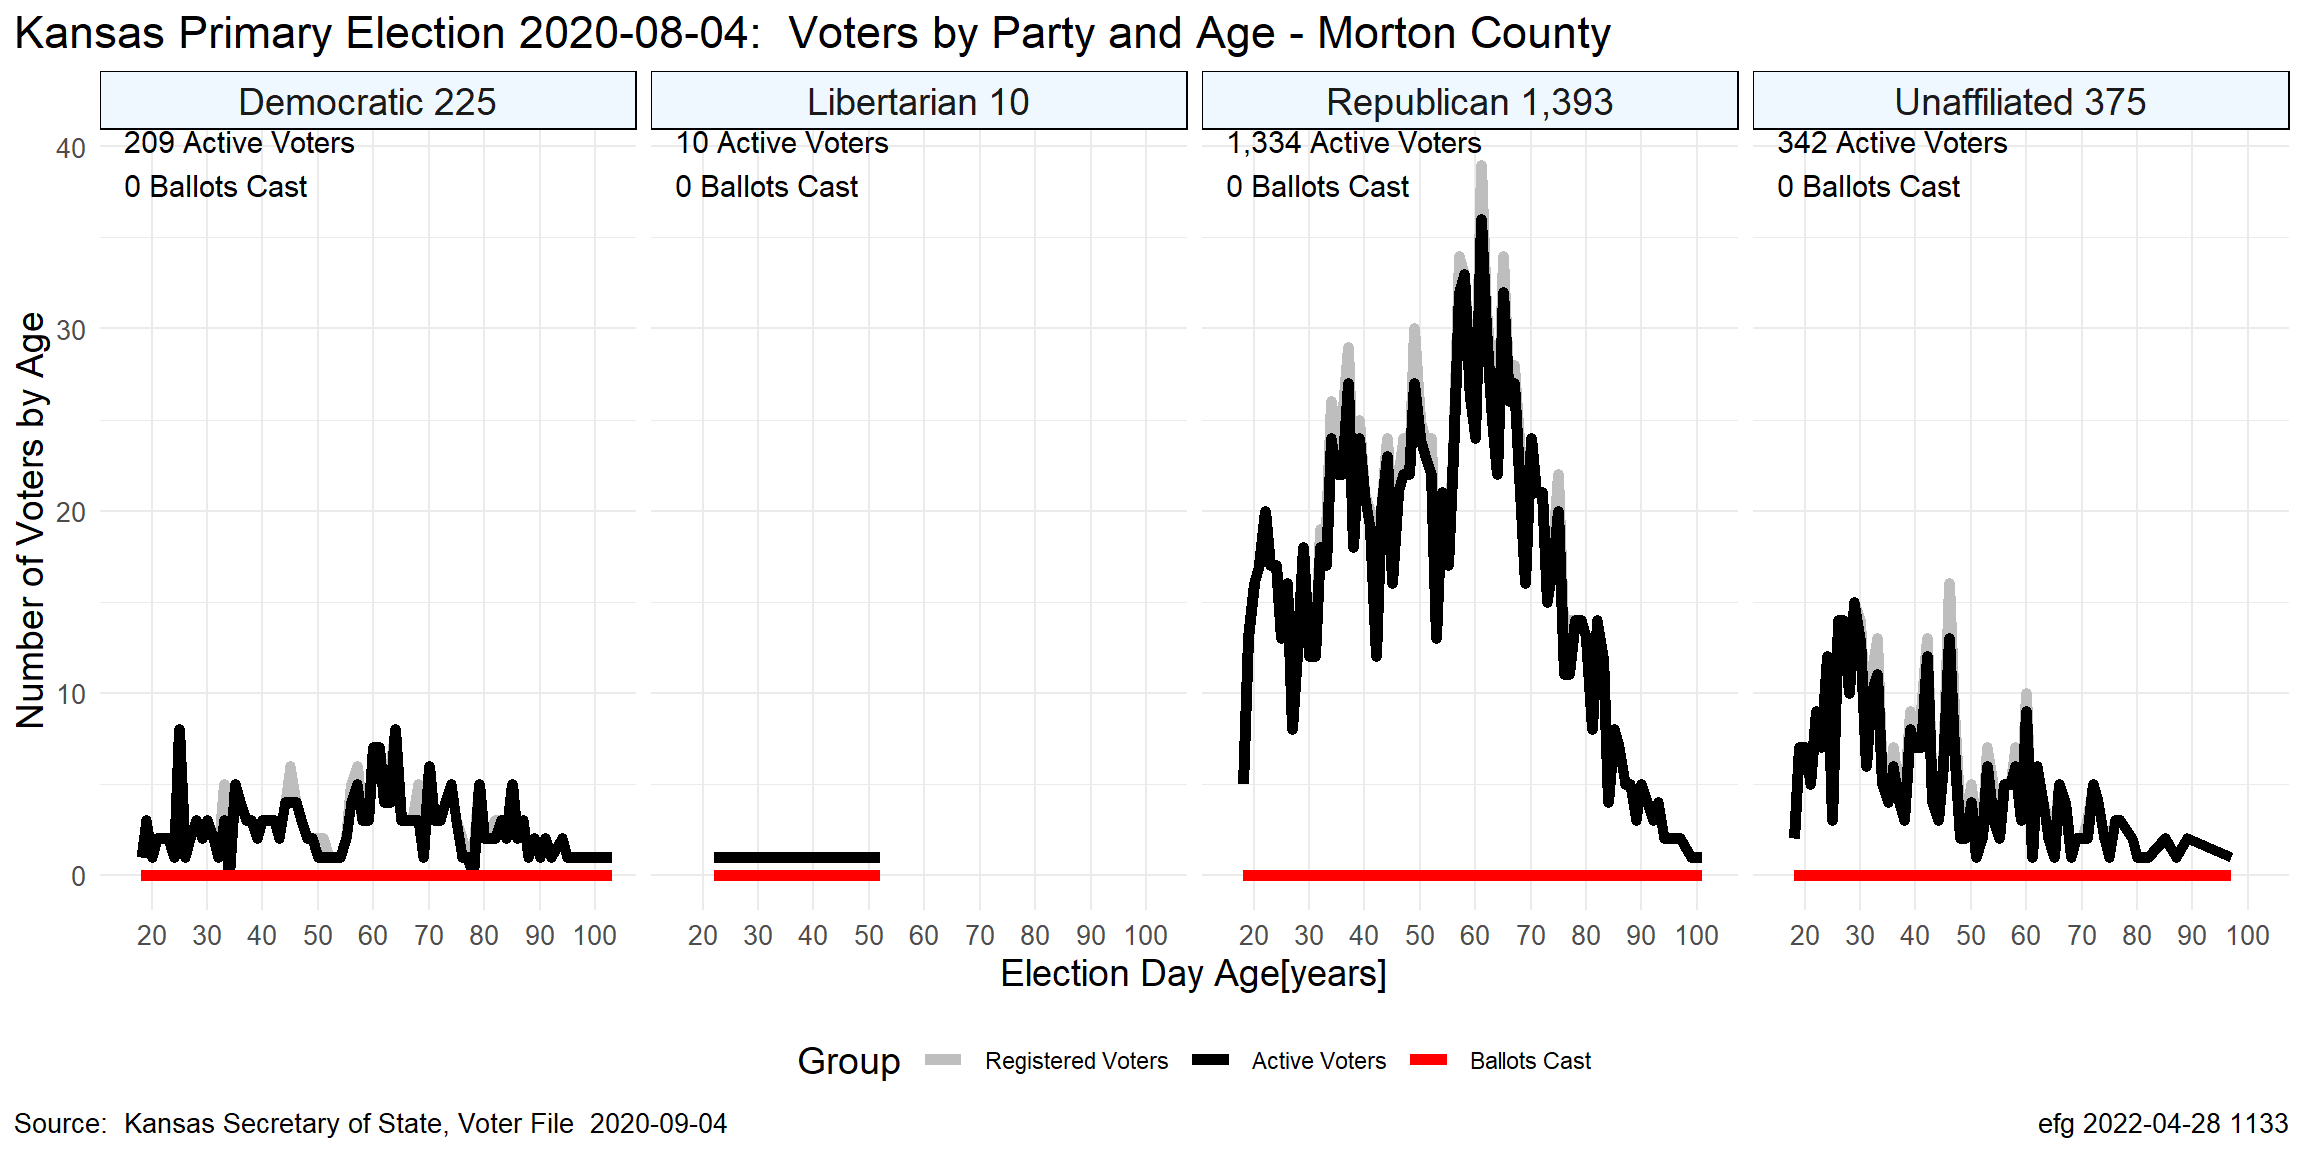 Kansas Primary Election 2020-08-04:  Voters by Party and Age - Morton County
Democratic 225
Libertarian 10
Republican 1,393
Unaffiliated 375
209 Active Voters
0 Ballots Cast
10 Active Voters
0 Ballots Cast
1,334 Active Voters
0 Ballots Cast
342 Active Voters
0 Ballots Cast
Number of Voters by Age
40
30
20
10
0
20 30 40 50 60 70 80 90 100
20 30 40 50 60 70 80 90 100
20 30 40 50 60 70 80 90 100
20 30 40 50 60 70 80 90 100
Election Day Age[years]
Group Registered Voters Active Voters Ballots Cast
Source:  Kansas Secretary of State, Voter File  2020-09-04
efg 2022-04-28 1133